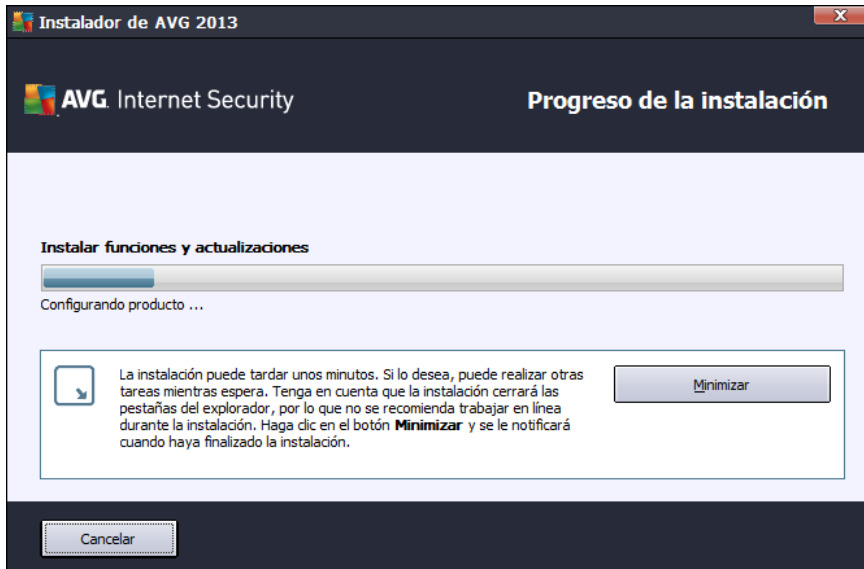 Instalador de AVG 2013
AVG. Internet Security
Progreso de la instalación
Instalar funciones y actualizaciones
Configurando producto ...
La instalación puede tardar unos minutos. Si lo desea, puede realizar otras
tareas mientras espera. Tenga en cuenta que la instalación cerrará las
pestañas del explorador, por lo que no se recomienda trabajar en línea
durante la instalación. Haga clic en el botón Minimizar y se le notificará
cuando haya finalizado la instalación.
Minimizar
Cancelar